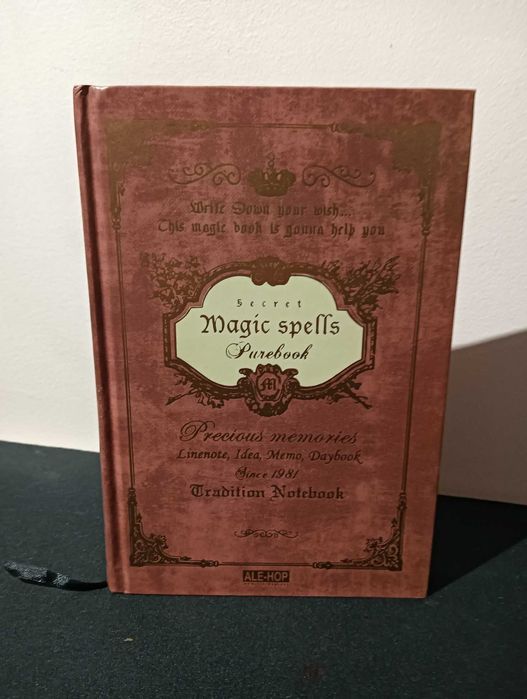 Write Down your wish...
This magic book is gonna help you
Secret
Magic spells
Purebook
M
Precious memories
Linenote, Idea, Memo, Daybook
Since 1981
Tradition Notebook
ALE-HOP